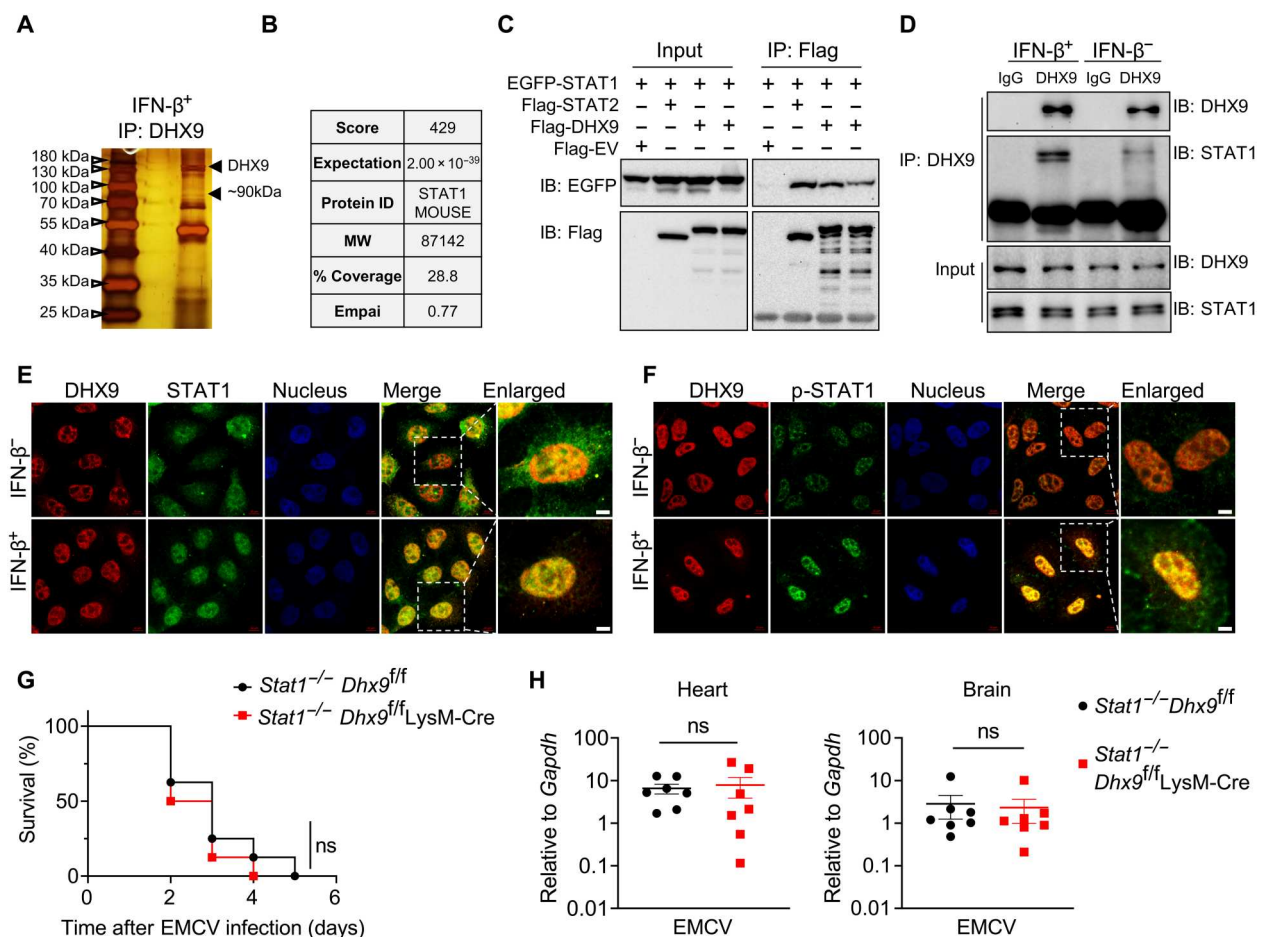 A
IFN-β⁺
IP: DHX9
180 kDa
130 kDa
100 kDa
70 kDa
55 kDa
40 kDa
35 kDa
25 kDa
DHX9
~90kDa
B
Score 429
Expectation 2.00 × 10⁻³⁹
Protein ID STAT1
MOUSE
MW 87142
% Coverage 28.8
Empai 0.77
C
Input IP: Flag
EGFP-STAT1 + + + + + + + +
Flag-STAT2 − + − − − + − −
Flag-DHX9 − − + + − − + +
Flag-EV + − − − + − − −
IB: EGFP
IB: Flag
D
IFN-β⁺ IFN-β⁻
IgG DHX9 IgG DHX9
IP: DHX9
IB: DHX9
IB: STAT1
Input
IB: DHX9
IB: STAT1
E
DHX9 STAT1 Nucleus Merge Enlarged
IFN-β⁻
IFN-β⁺
F
DHX9 p-STAT1 Nucleus Merge Enlarged
IFN-β⁻
IFN-β⁺
G
Stat1⁻/⁻ Dhx9f/f
Stat1⁻/⁻ Dhx9f/fLysM-Cre
Survival (%)
100
50
0
0 2 4 6
ns
Time after EMCV infection (days)
H
Heart
ns
Relative to Gapdh
100
10
1
0.1
0.01
EMCV
Brain
ns
Relative to Gapdh
100
10
1
0.1
0.01
EMCV
Stat1⁻/⁻Dhx9f/f
Stat1⁻/⁻
Dhx9f/fLysM-Cre